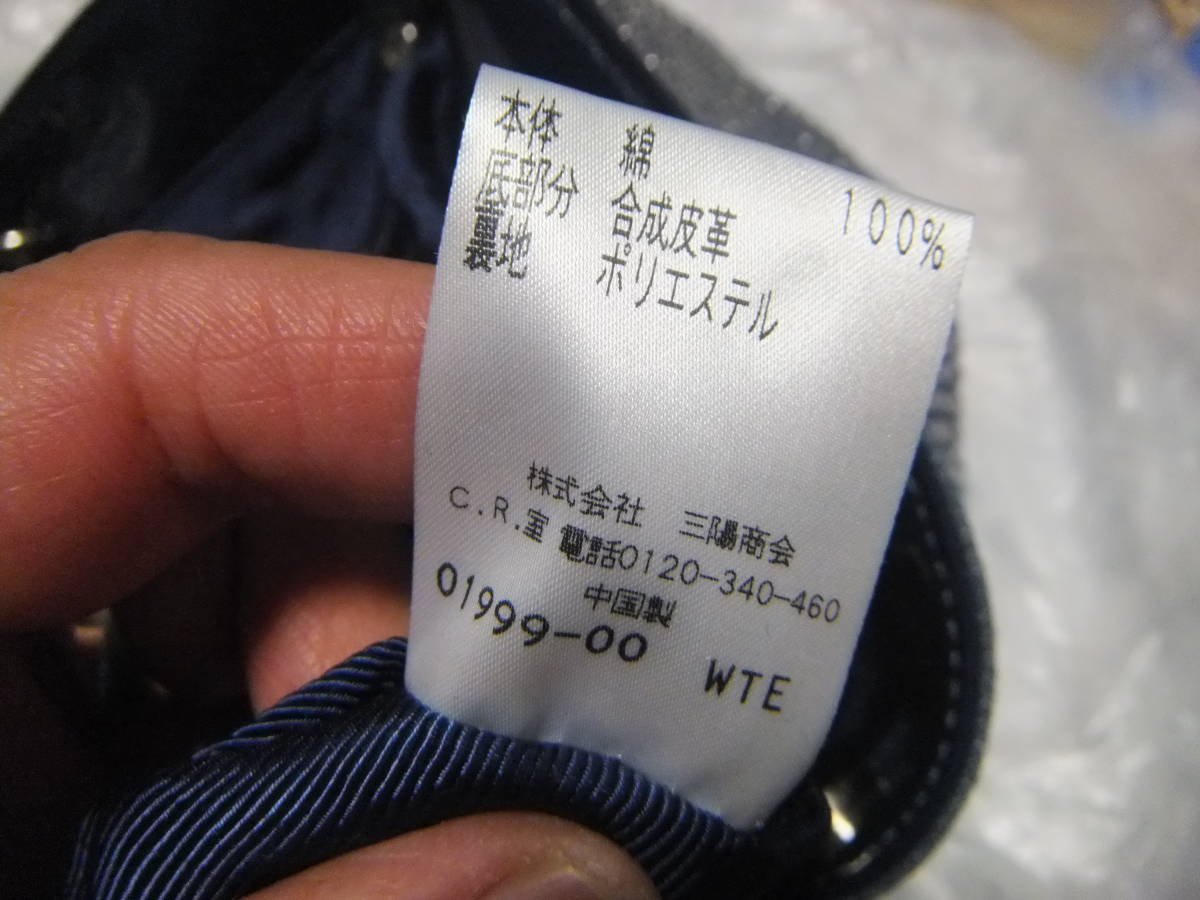 本体 綿 100%
底部分 合成皮革
裏地 ポリエステル
株式会社 三陽商会
C.R.室 電話0120-340-460
中国製
01999-00 WTE